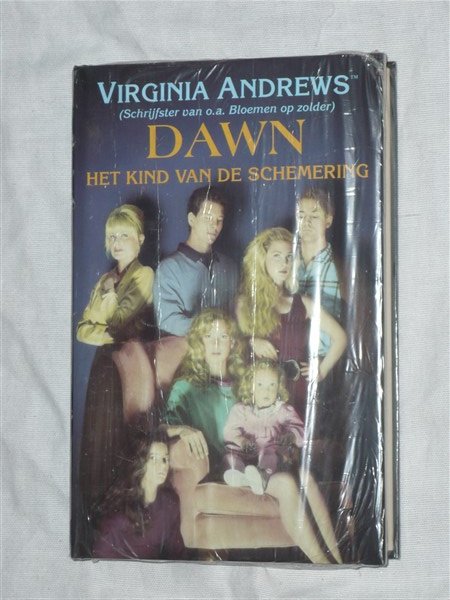 VIRGINIA ANDREWS™
(Schrijfster van o.a. Bloemen op zolder)
DAWN
HET KIND VAN DE SCHEMERING